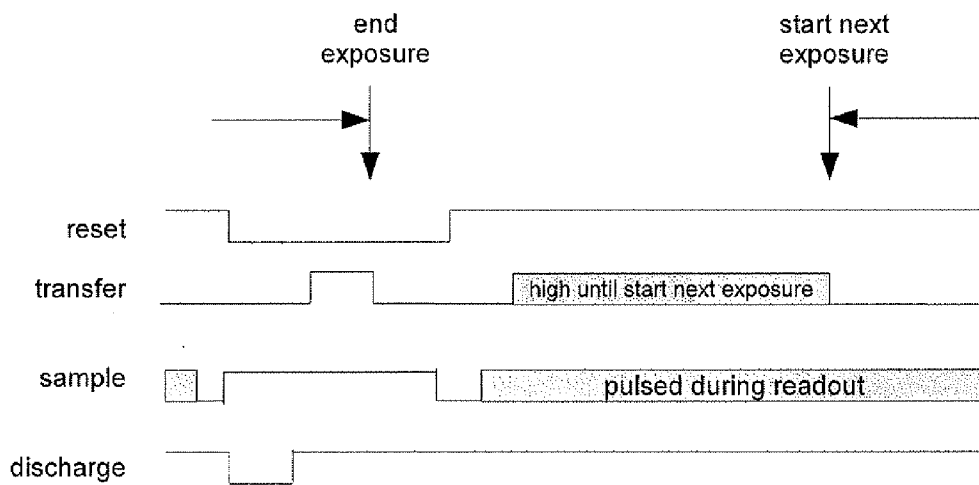 end
exposure
start next
exposure
reset
transfer
high until start next exposure
sample
pulsed during readout
discharge